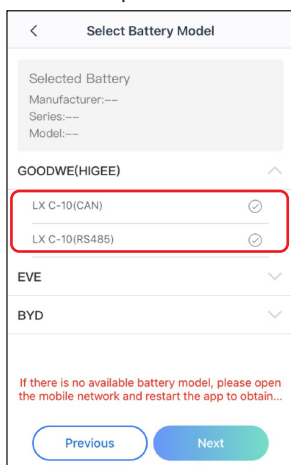 Select Battery Model
Selected Battery
Manufacturer:--
Series:--
Model:--
GOODWE(HIGEE)
LX C-10(CAN)
LX C-10(RS485)
EVE
BYD
If there is no available battery model, please open
the mobile network and restart the app to obtain...
Previous
Next